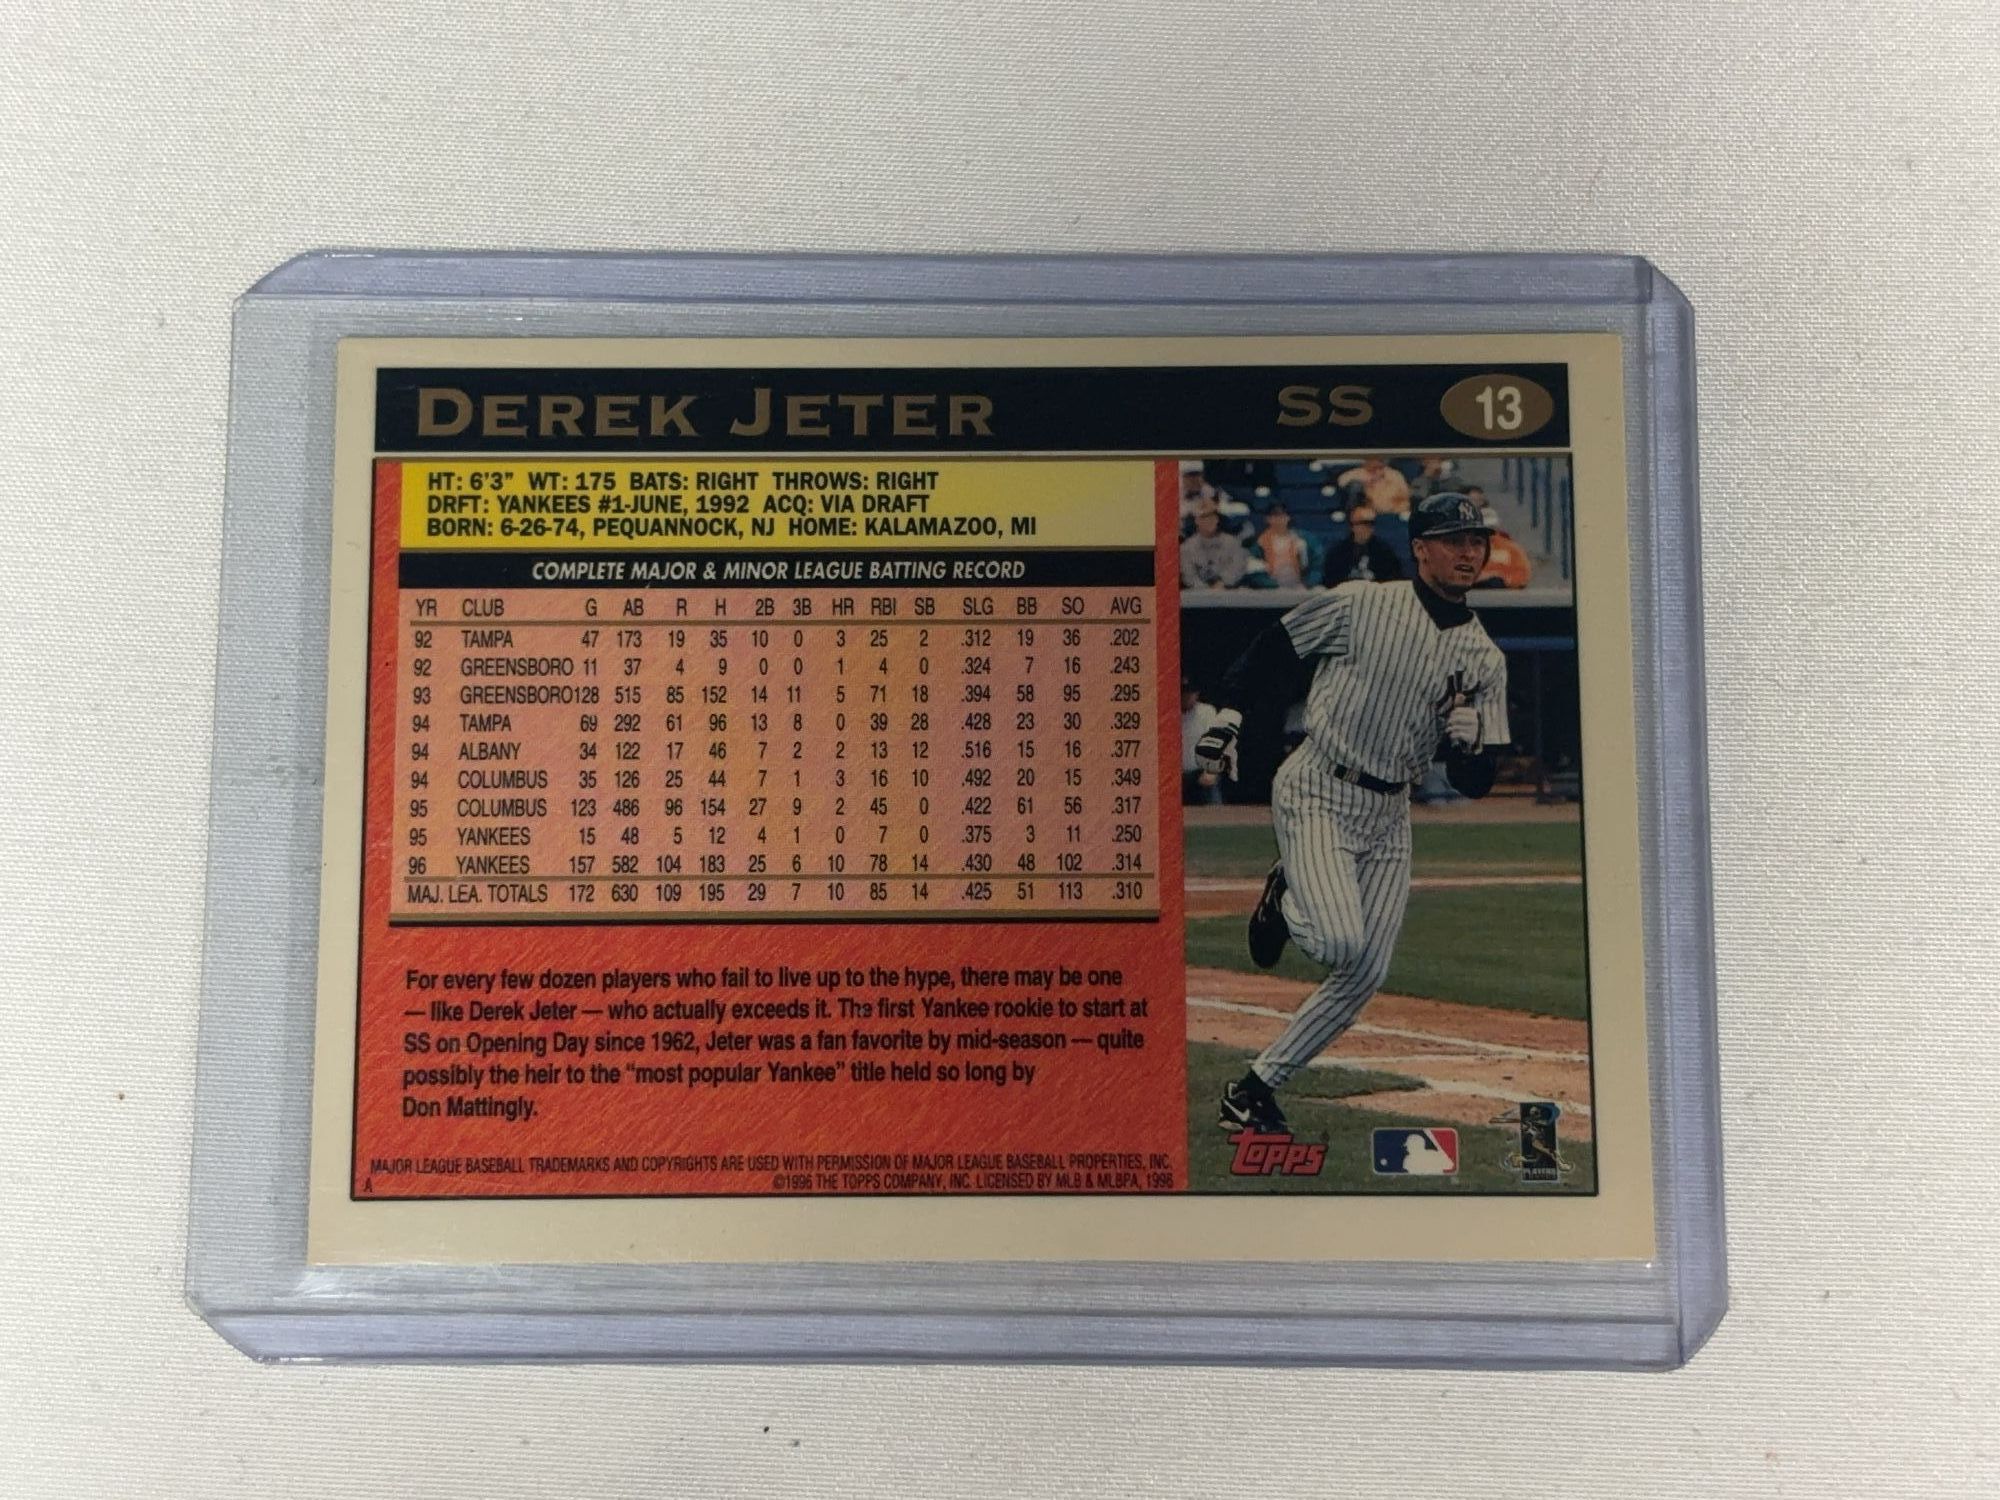 DEREK JETER SS 13
HT: 6'3" WT: 175 BATS: RIGHT THROWS: RIGHT
DRFT: YANKEES #1-JUNE, 1992 ACQ: VIA DRAFT
BORN: 6-26-74, PEQUANNOCK, NJ HOME: KALAMAZOO, MI
COMPLETE MAJOR & MINOR LEAGUE BATTING RECORD
YR CLUB G AB R H 2B 3B HR RBI SB SLG BB SO AVG
92 TAMPA 47 173 19 35 10 0 3 25 2 .312 19 36 .202
92 GREENSBORO 11 37 4 9 0 0 1 4 0 .324 7 16 .243
93 GREENSBORO 128 515 85 152 14 11 5 71 18 .394 58 95 .295
94 TAMPA 69 292 61 96 13 8 0 39 28 .428 23 30 .329
94 ALBANY 34 122 17 46 7 2 2 13 12 .516 15 16 .377
94 COLUMBUS 35 126 25 44 7 1 3 16 10 .492 20 15 .349
95 COLUMBUS 123 486 96 154 27 9 2 45 0 .422 61 56 .317
95 YANKEES 15 48 5 12 4 1 0 7 0 .375 3 11 .250
96 YANKEES 157 582 104 183 25 6 10 78 14 .430 48 102 .314
MAJ. LEA. TOTALS 172 630 109 195 29 7 10 85 14 .425 51 113 .310
For every few dozen players who fail to live up to the hype, there may be one
— like Derek Jeter — who actually exceeds it. The first Yankee rookie to start at
SS on Opening Day since 1962, Jeter was a fan favorite by mid-season — quite
possibly the heir to the "most popular Yankee" title held so long by
Don Mattingly.
TOPPS
PLAYERS
MAJOR LEAGUE BASEBALL TRADEMARKS AND COPYRIGHTS ARE USED WITH PERMISSION OF MAJOR LEAGUE BASEBALL PROPERTIES, INC.
A ©1996 THE TOPPS COMPANY, INC. LICENSED BY MLB & MLBPA, 1996